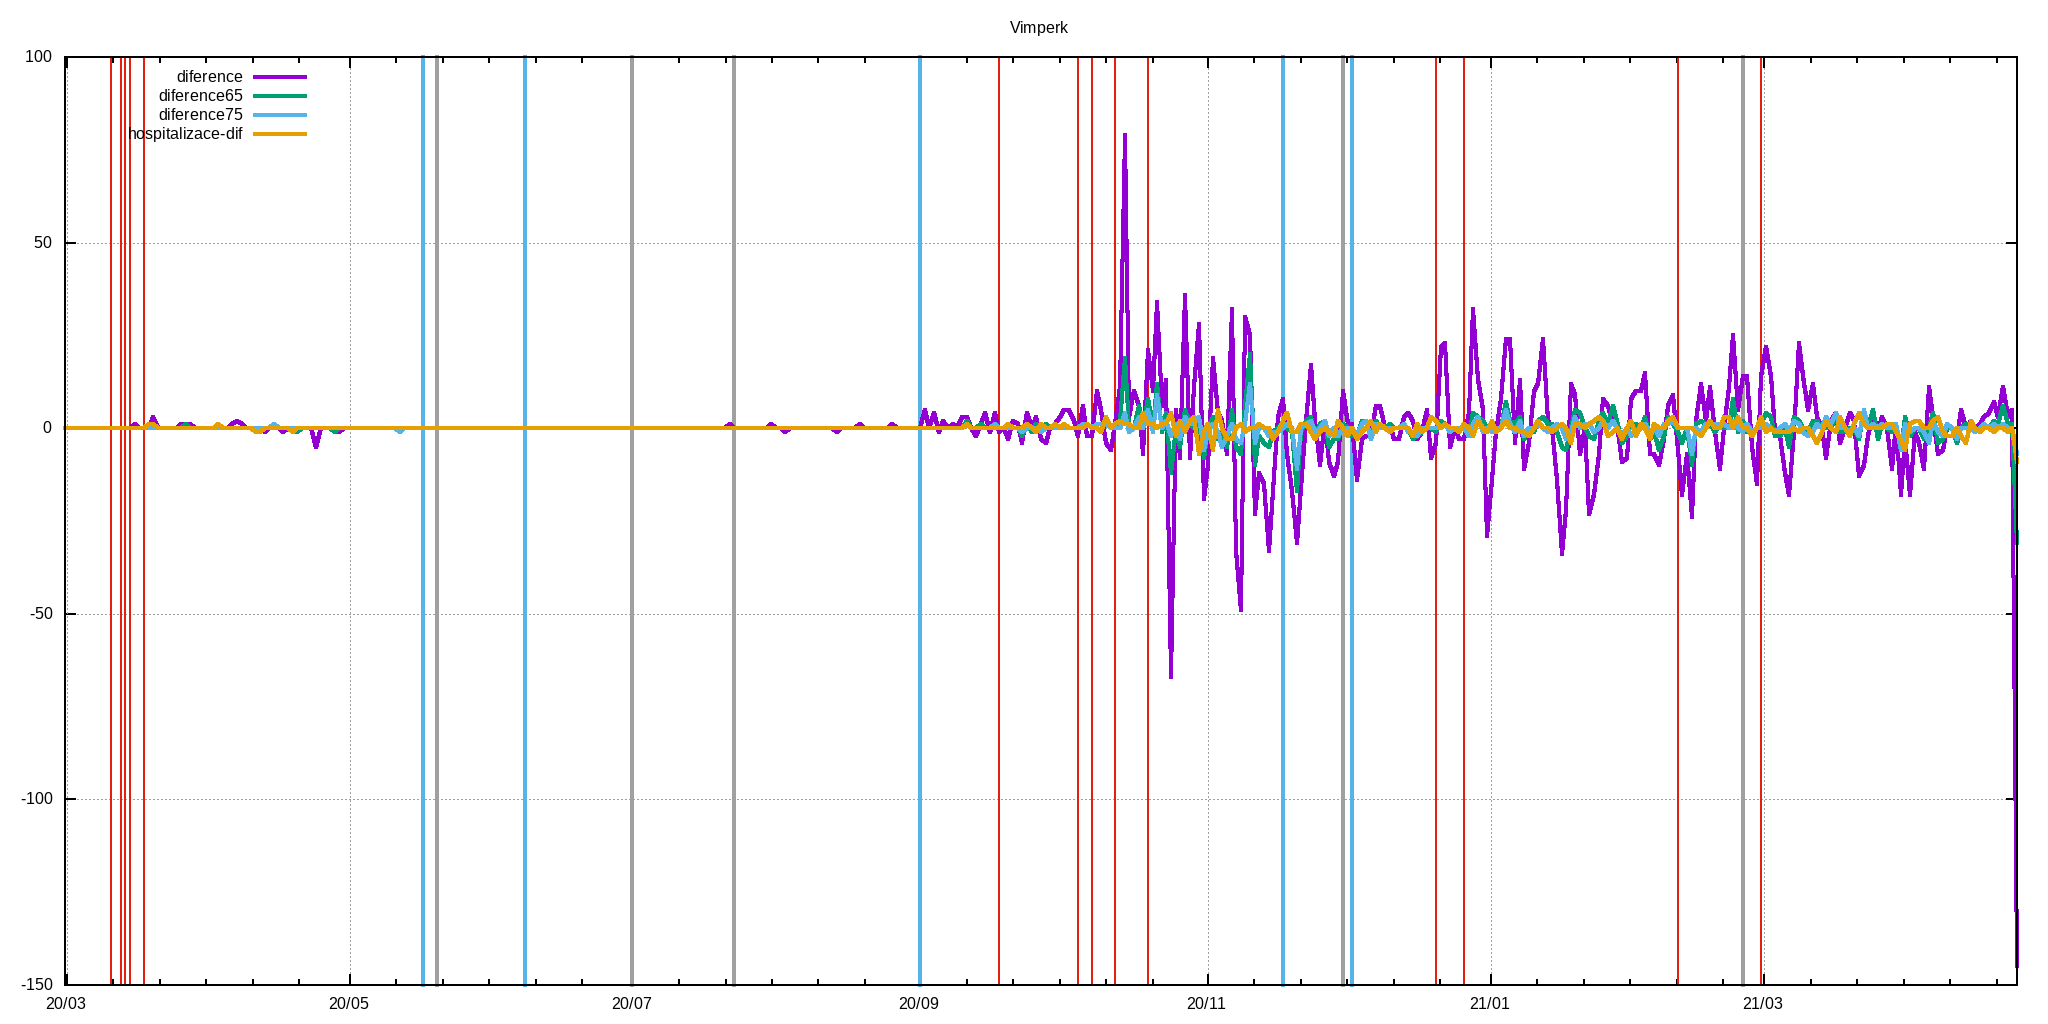 Vimperk
100
50
0
-50
-100
-150
diference
diference65
diference75
hospitalizace-dif
20/03 20/05 20/07 20/09 20/11 21/01 21/03